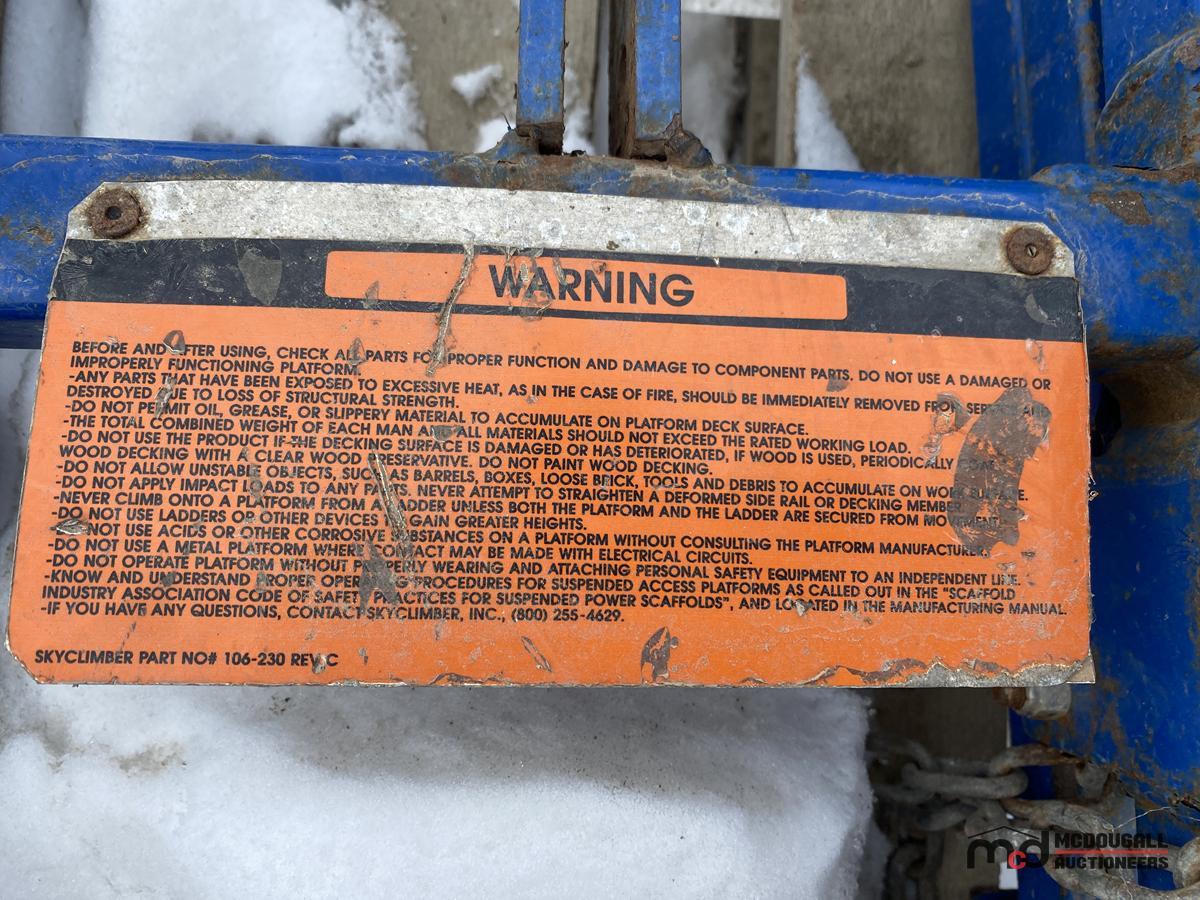 WARNING
BEFORE AND AFTER USING, CHECK ALL PARTS FOR PROPER FUNCTION AND DAMAGE TO COMPONENT PARTS. DO NOT USE A DAMAGED OR
IMPROPERLY FUNCTIONING PLATFORM.
-ANY PARTS THAT HAVE BEEN EXPOSED TO EXCESSIVE HEAT, AS IN THE CASE OF FIRE, SHOULD BE IMMEDIATELY REMOVED FROM SERVICE AND
DESTROYED DUE TO LOSS OF STRUCTURAL STRENGTH.
-DO NOT PERMIT OIL, GREASE, OR SLIPPERY MATERIAL TO ACCUMULATE ON PLATFORM DECK SURFACE.
-THE TOTAL COMBINED WEIGHT OF EACH MAN AND ALL MATERIALS SHOULD NOT EXCEED THE RATED WORKING LOAD.
-DO NOT USE THE PRODUCT IF THE DECKING SURFACE IS DAMAGED OR HAS DETERIORATED, IF WOOD IS USED, PERIODICALLY COAT
WOOD DECKING WITH A CLEAR WOOD PRESERVATIVE. DO NOT PAINT WOOD DECKING.
-DO NOT ALLOW UNSTABLE OBJECTS, SUCH AS BARRELS, BOXES, LOOSE BRICK, TOOLS AND DEBRIS TO ACCUMULATE ON WORK SURFACE.
-DO NOT APPLY IMPACT LOADS TO ANY PARTS. NEVER ATTEMPT TO STRAIGHTEN A DEFORMED SIDE RAIL OR DECKING MEMBER.
-NEVER CLIMB ONTO A PLATFORM FROM A LADDER UNLESS BOTH THE PLATFORM AND THE LADDER ARE SECURED FROM MOVEMENT.
-DO NOT USE LADDERS OR OTHER DEVICES TO GAIN GREATER HEIGHTS.
-DO NOT USE ACIDS OR OTHER CORROSIVE SUBSTANCES ON A PLATFORM WITHOUT CONSULTING THE PLATFORM MANUFACTURER.
-DO NOT USE A METAL PLATFORM WHERE CONTACT MAY BE MADE WITH ELECTRICAL CIRCUITS.
-DO NOT OPERATE PLATFORM WITHOUT PROPERLY WEARING AND ATTACHING PERSONAL SAFETY EQUIPMENT TO AN INDEPENDENT LINE.
-KNOW AND UNDERSTAND PROPER OPERATING PROCEDURES FOR SUSPENDED ACCESS PLATFORMS AS CALLED OUT IN THE "SCAFFOLD
INDUSTRY ASSOCIATION CODE OF SAFETY PRACTICES FOR SUSPENDED POWER SCAFFOLDS", AND LOCATED IN THE MANUFACTURING MANUAL.
-IF YOU HAVE ANY QUESTIONS, CONTACT SKYCLIMBER, INC., (800) 255-4629.
SKYCLIMBER PART NO# 106-230 REV C
mcd MCDOUGALL
AUCTIONEERS